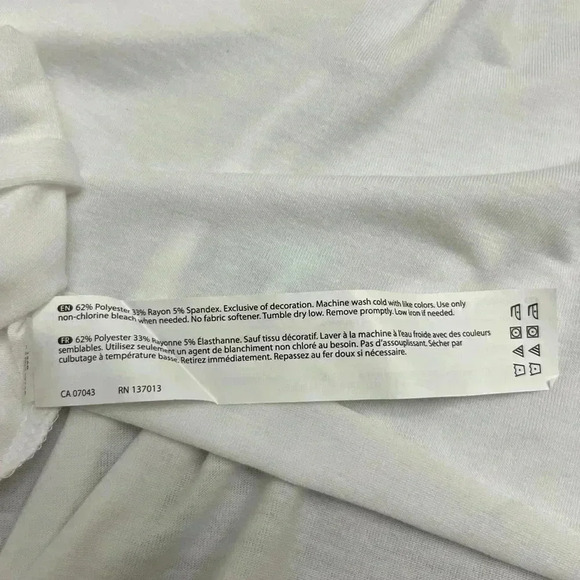 EN 62% Polyester 33% Rayon 5% Spandex. Exclusive of decoration. Machine wash cold with like colors. Use only
non-chlorine bleach when needed. No fabric softener. Tumble dry low. Remove promptly. Low iron if needed.
FR 62% Polyester 33% Rayonne 5% Élasthanne. Sauf tissu décoratif. Laver à la machine à l'eau froide avec des couleurs
semblables. Utilisez seulement un agent de blanchiment non chloré au besoin. Pas d'assouplissant. Sécher par
culbutage à température basse. Retirez immédiatement. Repassez au fer doux si nécessaire.
CA 07043 RN 137013